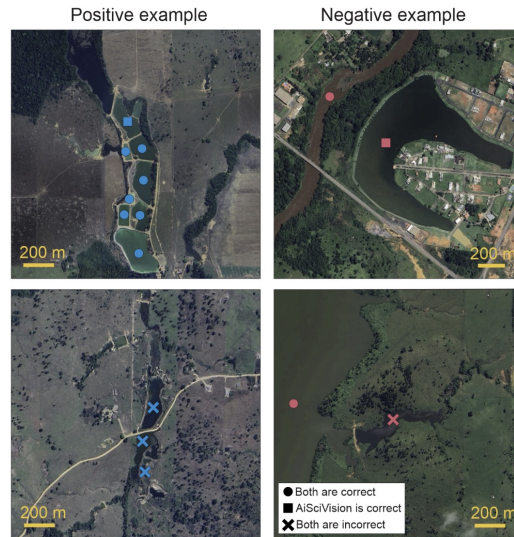 Positive example
Negative example
200 m
200 m
200 m
Both are correct
AiSciVision is correct
Both are incorrect
200 m